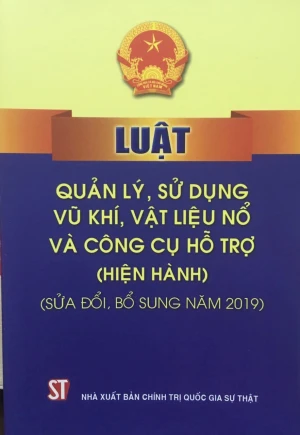 LUẬT
QUẢN LÝ, SỬ DỤNG
VŨ KHÍ, VẬT LIỆU NỔ
VÀ CÔNG CỤ HỖ TRỢ
(HIỆN HÀNH)
(SỬA ĐỔI, BỔ SUNG NĂM 2019)
ST
NHÀ XUẤT BẢN CHÍNH TRỊ QUỐC GIA SỰ THẬT